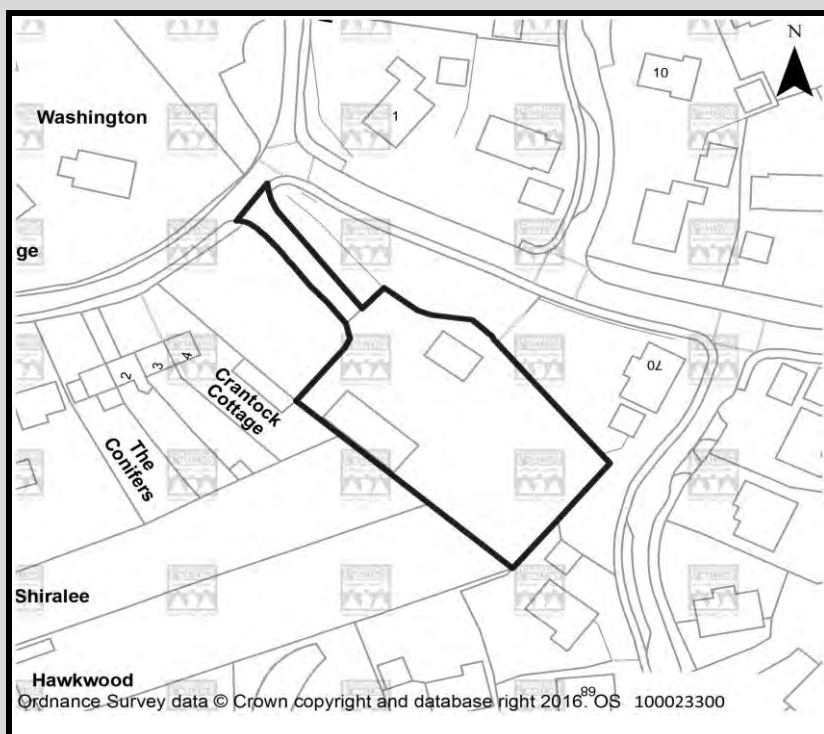 N
10
1
Washington
ge
70
2
3
4
Crantock
Cottage
The
Conifers
Shiralee
Hawkwood
89
Ordnance Survey data © Crown copyright and database right 2016. OS 100023300